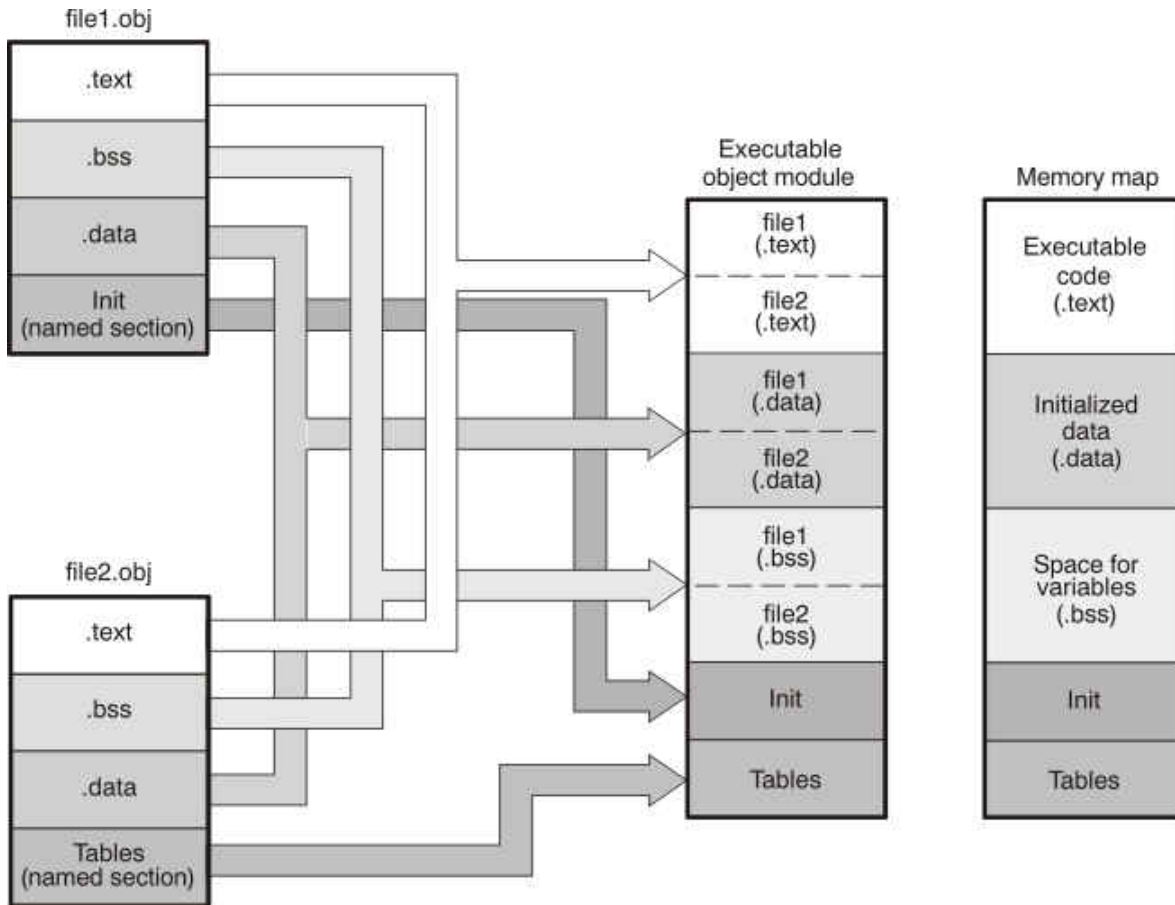 file1.obj
.text
.bss
.data
Init
(named section)
file2.obj
.text
.bss
.data
Tables
(named section)
Executable
object module
file1
(.text)
file2
(.text)
file1
(.data)
file2
(.data)
file1
(.bss)
file2
(.bss)
Init
Tables
Memory map
Executable
code
(.text)
Initialized
data
(.data)
Space for
variables
(.bss)
Init
Tables